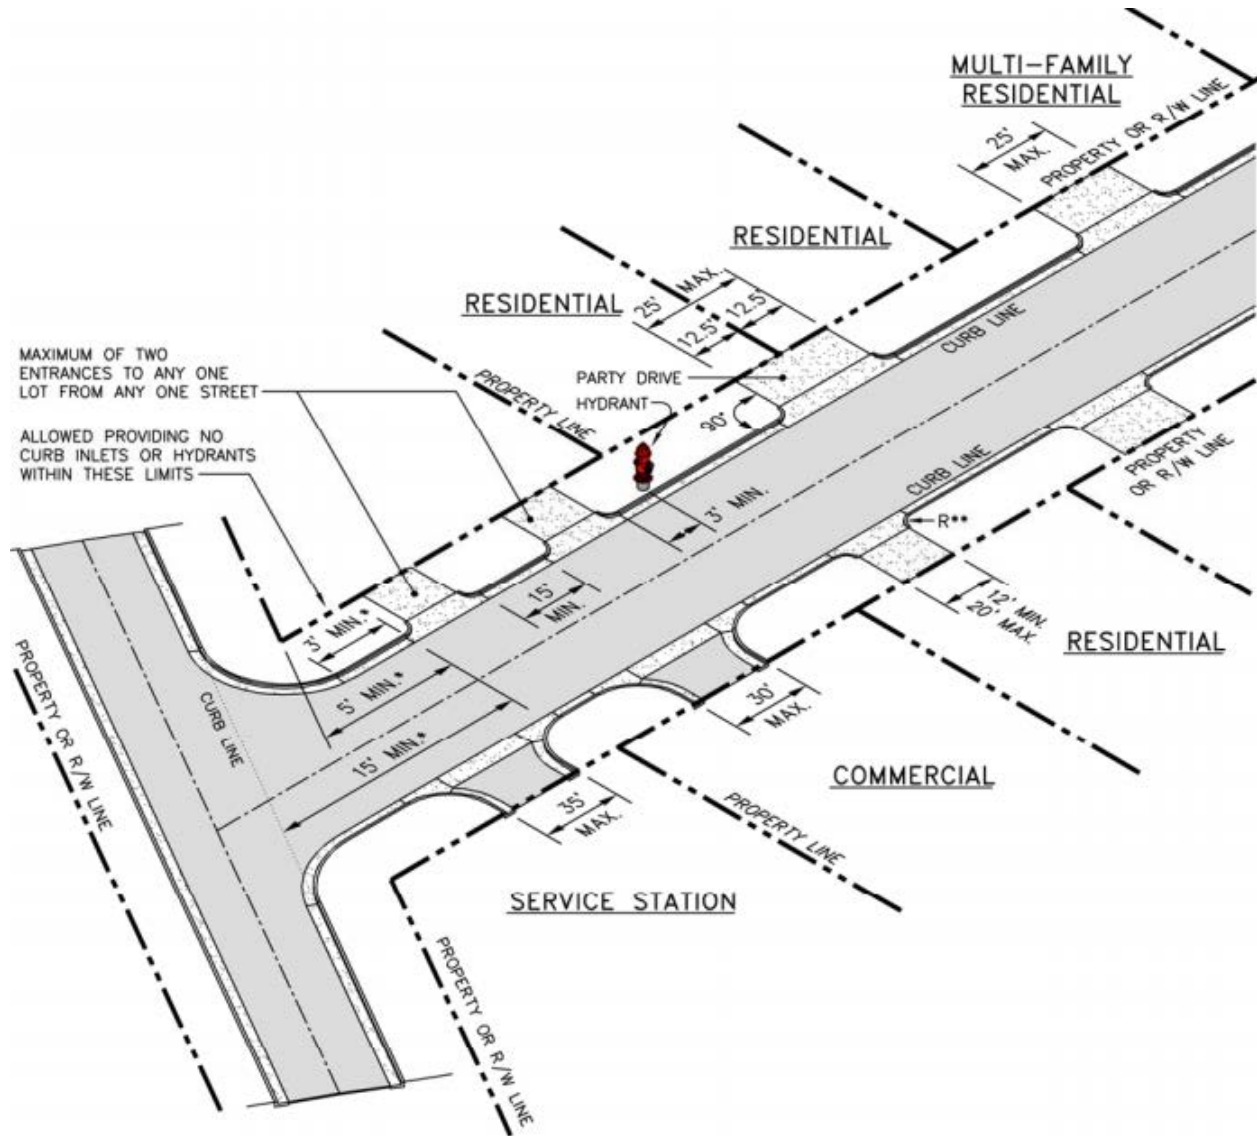 MULTI-FAMILY
RESIDENTIAL
25'
MAX.
PROPERTY OR R/W LINE
RESIDENTIAL
25' MAX.
12.5' 12.5'
RESIDENTIAL
MAXIMUM OF TWO
ENTRANCES TO ANY ONE
LOT FROM ANY ONE STREET
ALLOWED PROVIDING NO
CURB INLETS OR HYDRANTS
WITHIN THESE LIMITS
PROPERTY LINE
PARTY DRIVE
HYDRANT
90°
CURB LINE
CURB LINE
PROPERTY
OR R/W LINE
3' MIN.
R**
15'
MIN.
3' MIN.*
5' MIN.*
15' MIN.*
12' MIN.
20' MAX.
RESIDENTIAL
PROPERTY OR R/W LINE
CURB LINE
30'
MAX.
COMMERCIAL
35'
MAX.
PROPERTY LINE
SERVICE STATION
PROPERTY OR R/W LINE